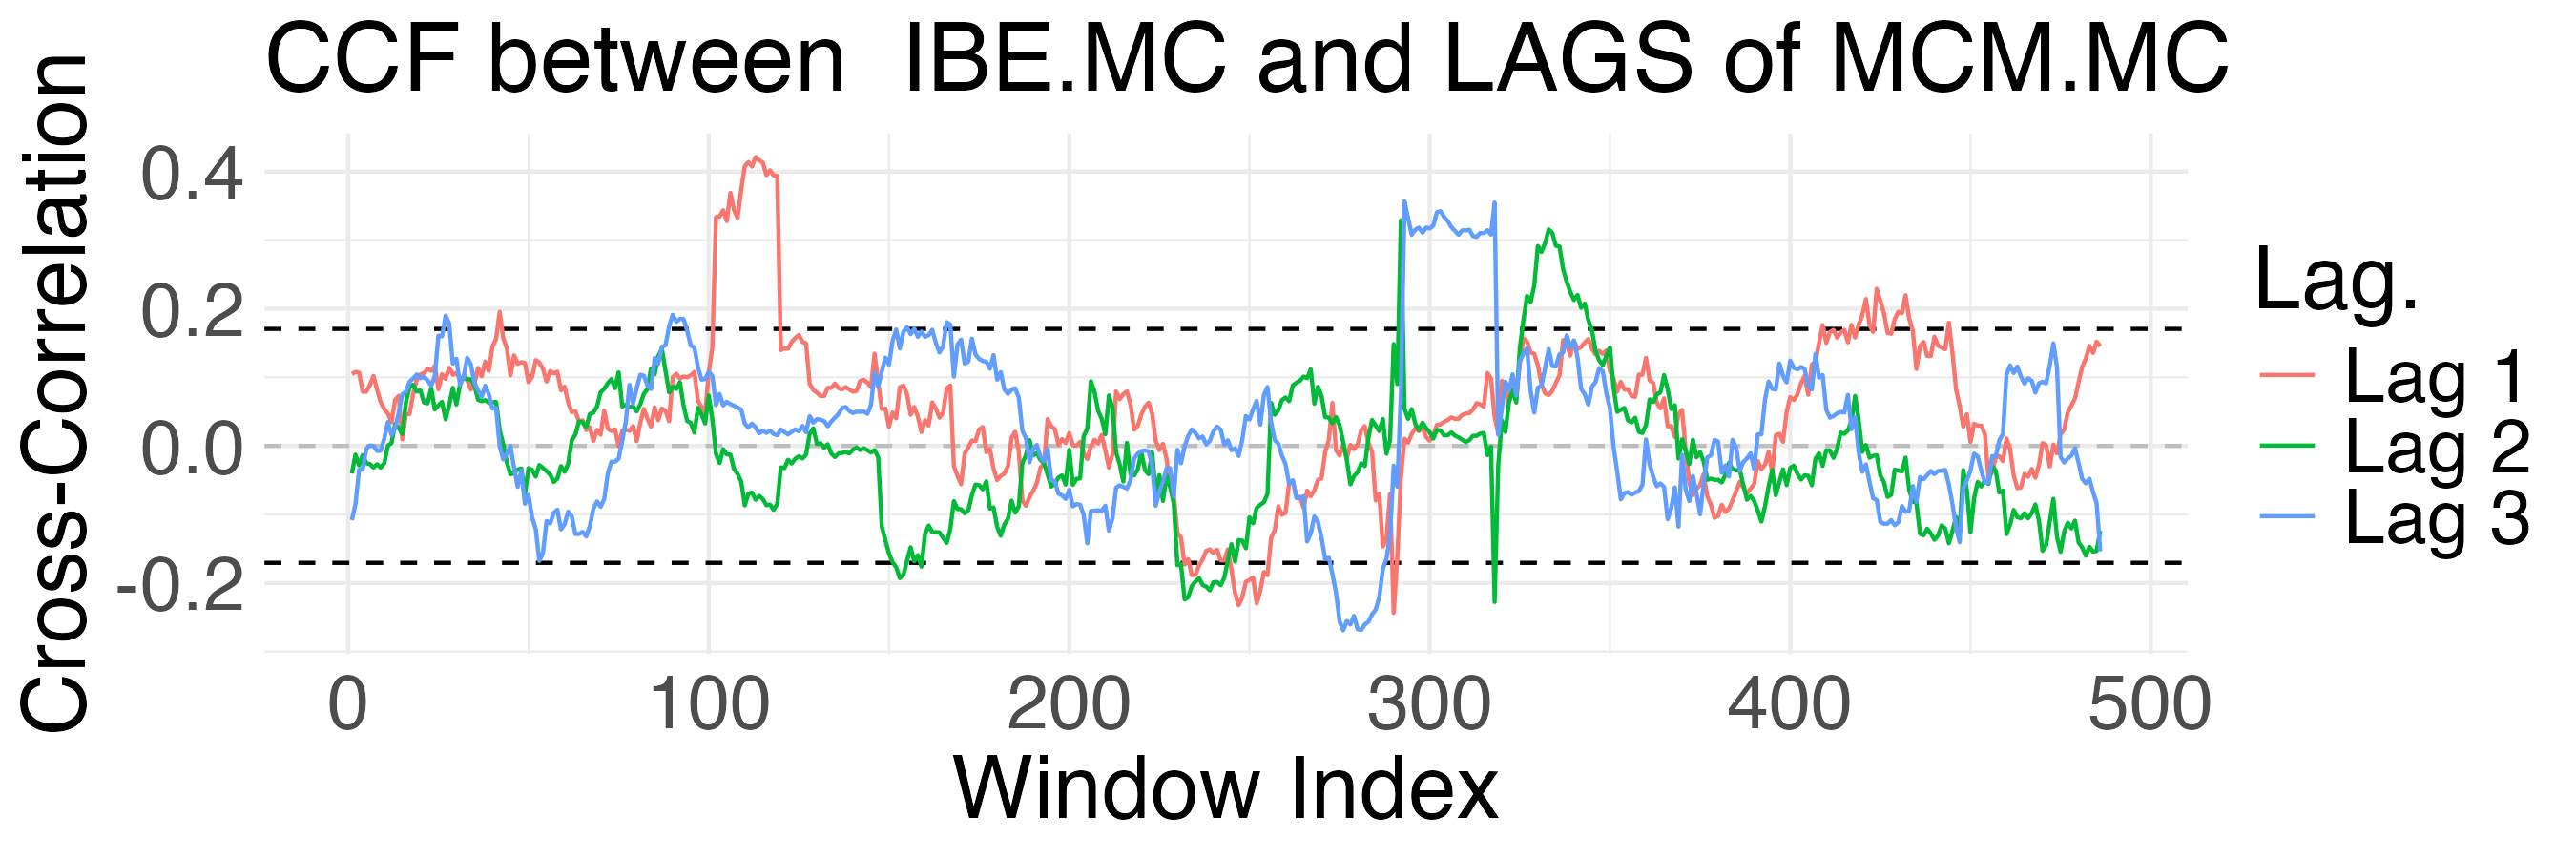 CCF between  IBE.MC and LAGS of MCM.MC
Cross-Correlation
0.4
0.2
0.0
-0.2
0
100
200
300
400
500
Window Index
Lag.
Lag 1
Lag 2
Lag 3